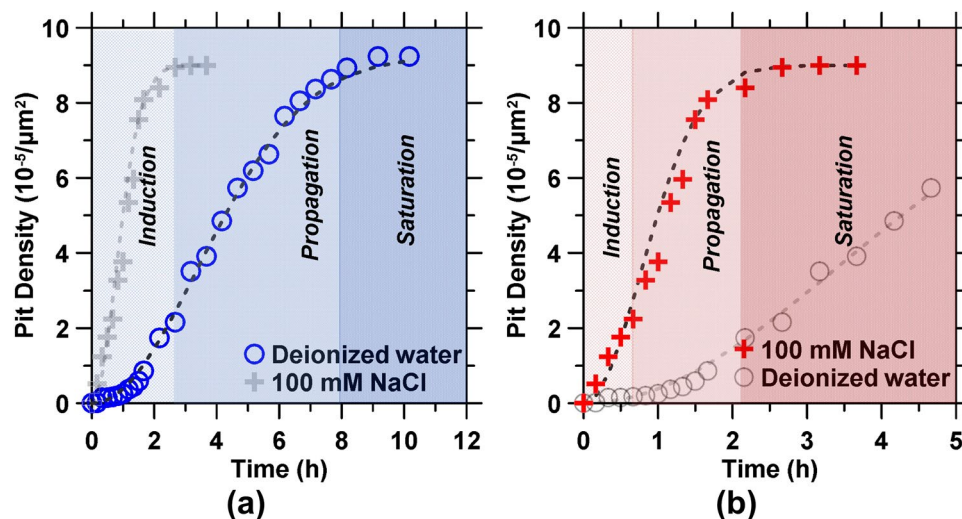 Pit Density (10⁻⁵/µm²)
10
8
6
4
2
0
Induction
Propagation
Saturation
Deionized water
100 mM NaCl
0 2 4 6 8 10 12
Time (h)
(a)
Pit Density (10⁻⁵/µm²)
10
8
6
4
2
0
Induction
Propagation
Saturation
100 mM NaCl
Deionized water
0 1 2 3 4 5
Time (h)
(b)